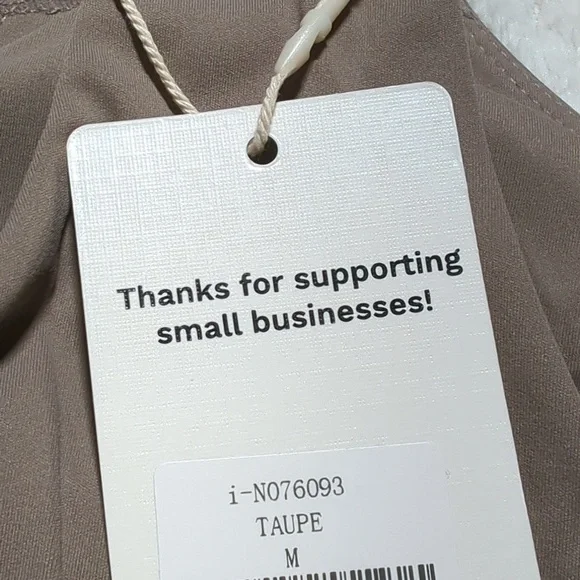 Thanks for supporting
small businesses!
i-N076093
TAUPE
M